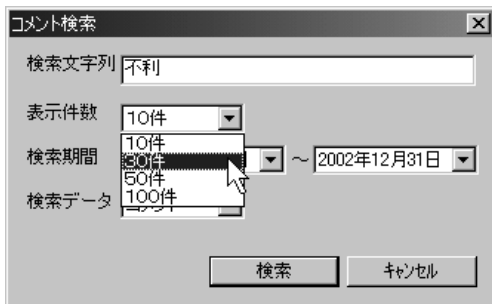 コメント検索
検索文字列 不利
表示件数 10件
10件
検索期間 30件 ～ 2002年12月31日
50件
検索データ 100件
検索 キャンセル